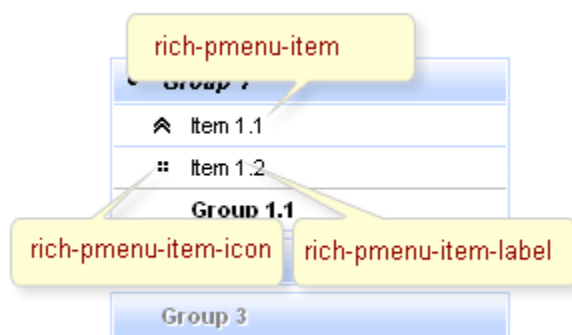 rich-pmenu-item
Group 1
Item 1.1
Item 1.2
Group 1.1
rich-pmenu-item-icon
rich-pmenu-item-label
Group 3